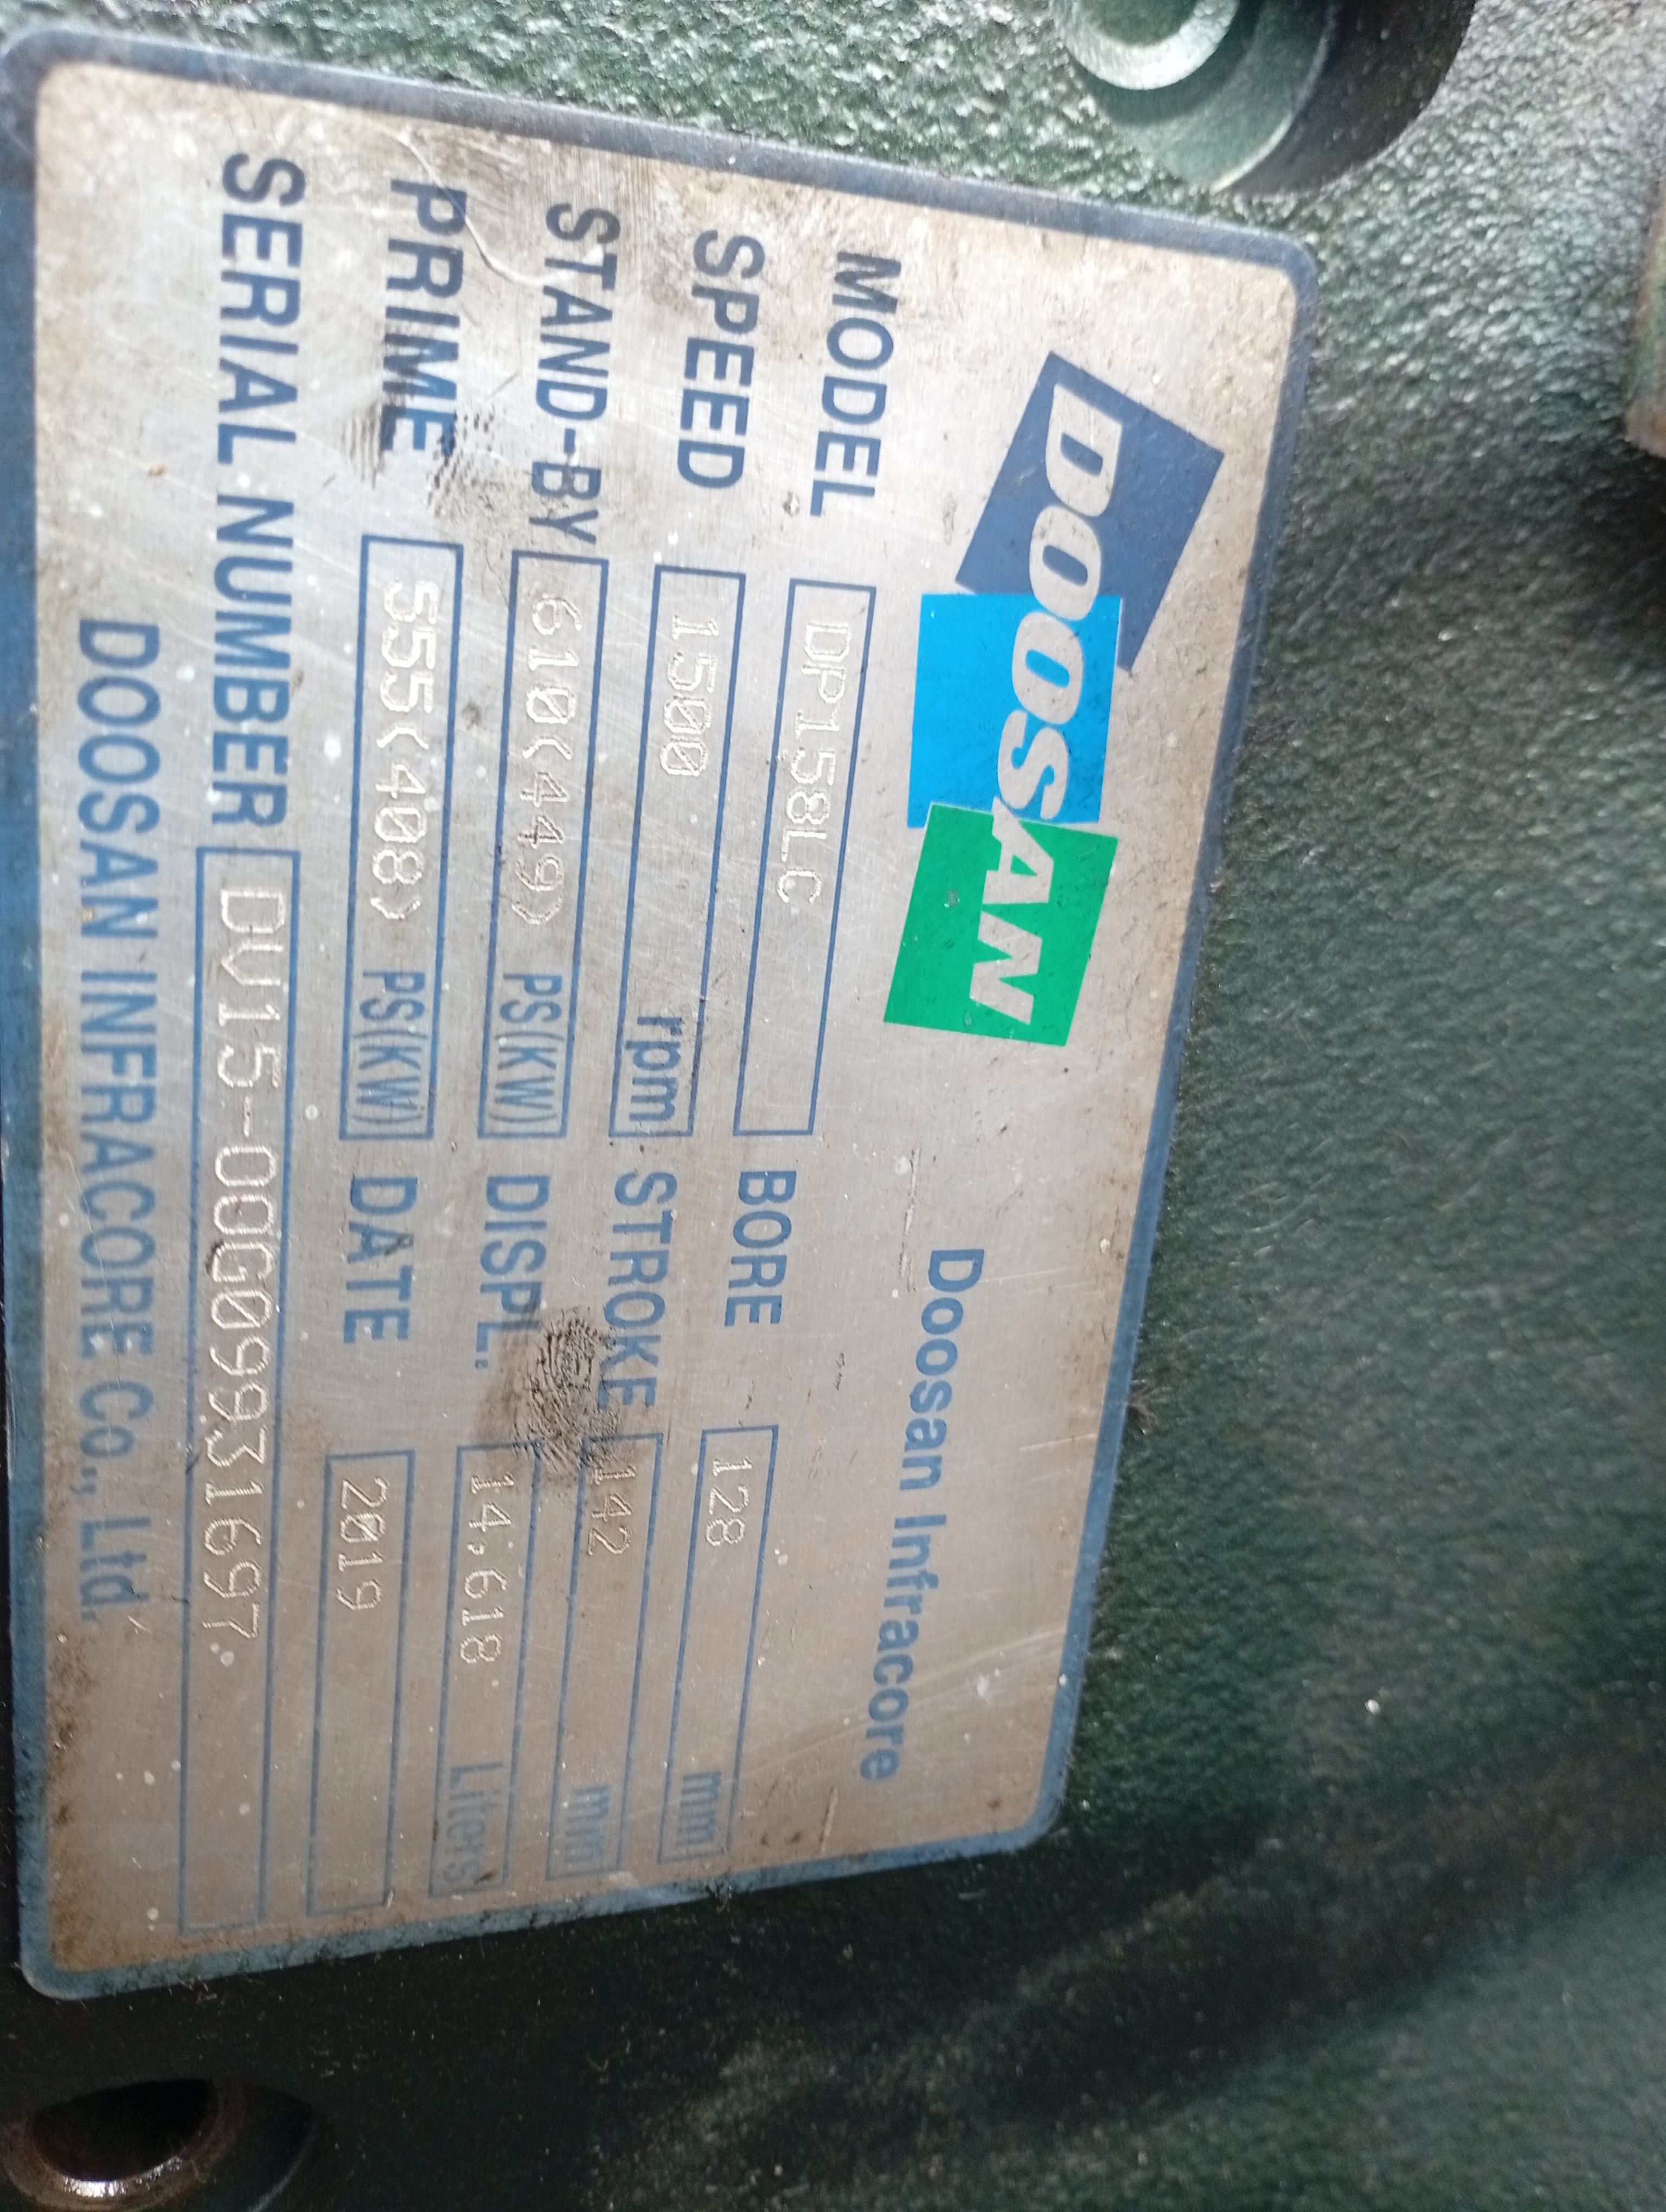 DOOSAN Doosan Infracore
MODEL DP158LC BORE 128 mm
SPEED 1500 rpm STROKE 142 mm
STAND-BY 610(449) PS(KW) DISPL. 14,618 Liters
PRIME 555(408) PS(KW) DATE 2019
SERIAL NUMBER DV15-00G0993169?
DOOSAN INFRACORE Co., Ltd.